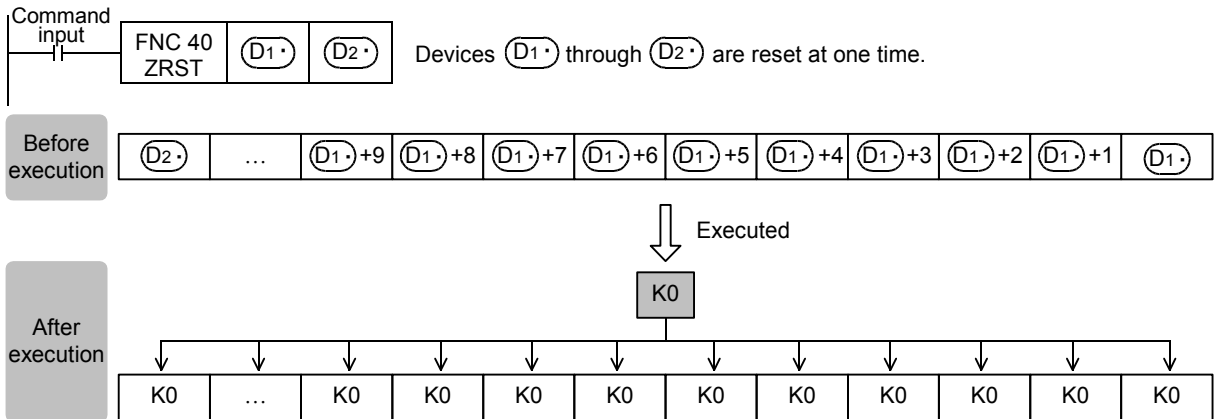 Command
input
FNC 40
ZRST
D1· D2·
Devices D1· through D2· are reset at one time.
Before
execution
D2· … D1·+9 D1·+8 D1·+7 D1·+6 D1·+5 D1·+4 D1·+3 D1·+2 D1·+1 D1·
Executed
K0
After
execution
K0 … K0 K0 K0 K0 K0 K0 K0 K0 K0 K0